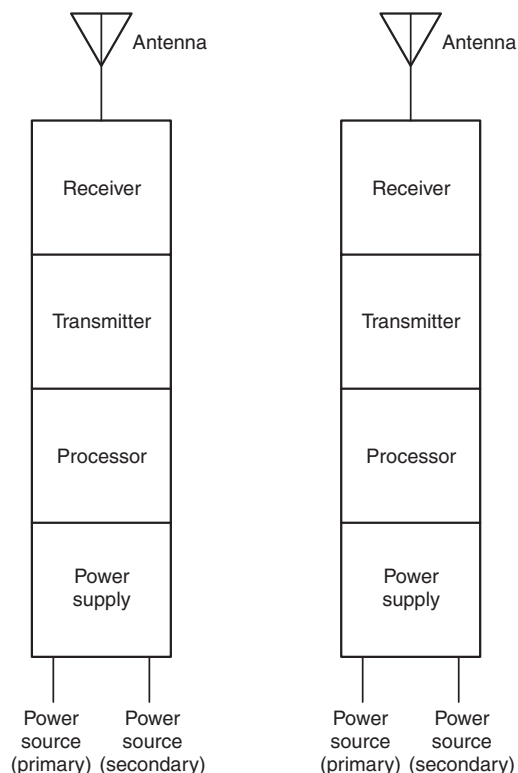 Antenna
Receiver
Transmitter
Processor
Power
supply
Power
source
(primary)
Power
source
(secondary)
Antenna
Receiver
Transmitter
Processor
Power
supply
Power
source
(primary)
Power
source
(secondary)